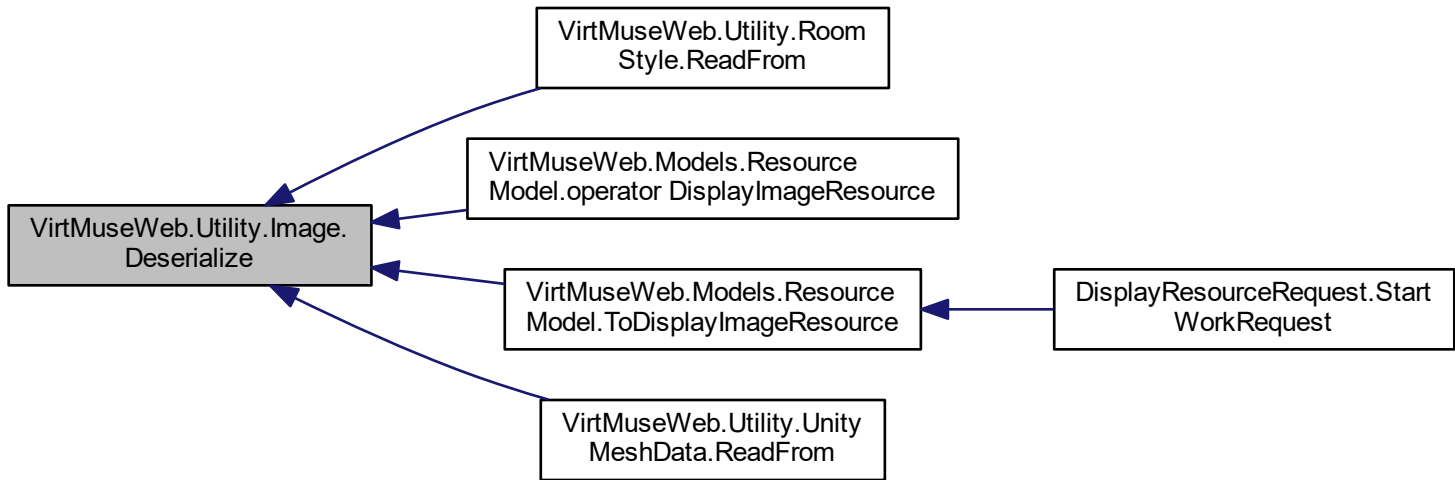 VirtMuseWeb.Utility.Room
Style.ReadFrom
VirtMuseWeb.Models.Resource
Model.operator DisplayImageResource
VirtMuseWeb.Utility.Image.
Deserialize
VirtMuseWeb.Models.Resource
Model.ToDisplayImageResource
DisplayResourceRequest.Start
WorkRequest
VirtMuseWeb.Utility.Unity
MeshData.ReadFrom